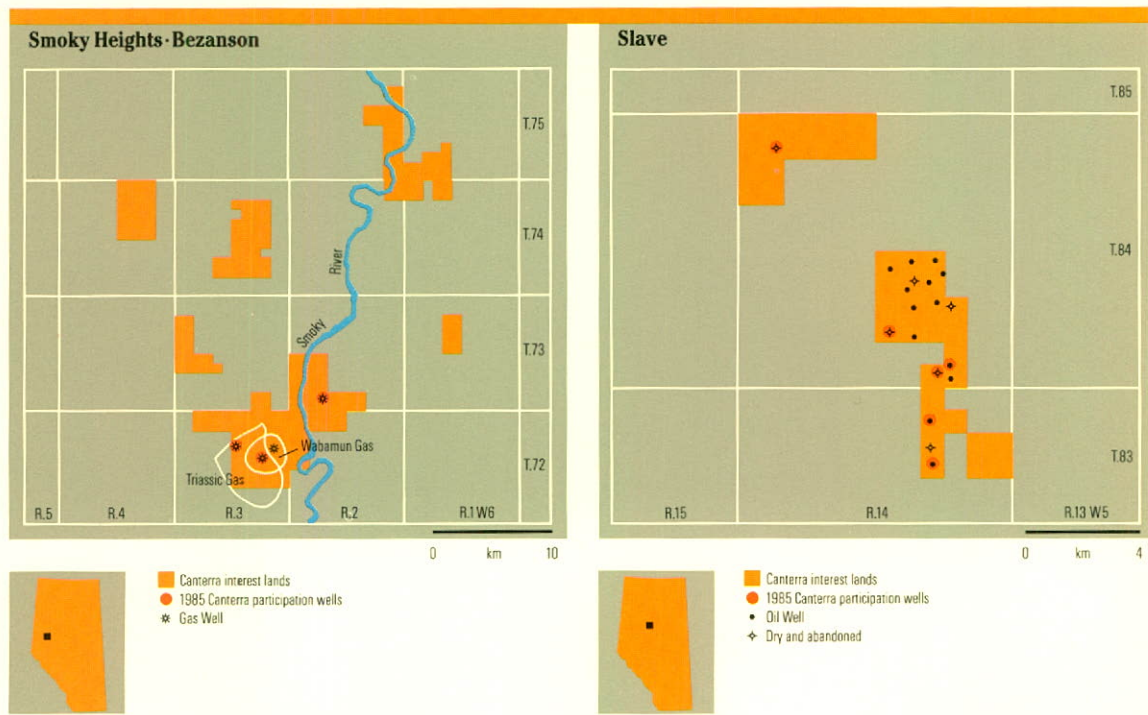 Smoky Heights·Bezanson
T.75
T.74
River
Smoky
T.73
Wabamun Gas
Triassic Gas
T.72
R.5
R.4
R.3
R.2
R.1W6
0 km 10
Canterra interest lands
1985 Canterra participation wells
Gas Well
Slave
T.85
T.84
T.83
R.15
R.14
R.13 W5
0 km 4
Canterra interest lands
1985 Canterra participation wells
Oil Well
Dry and abandoned